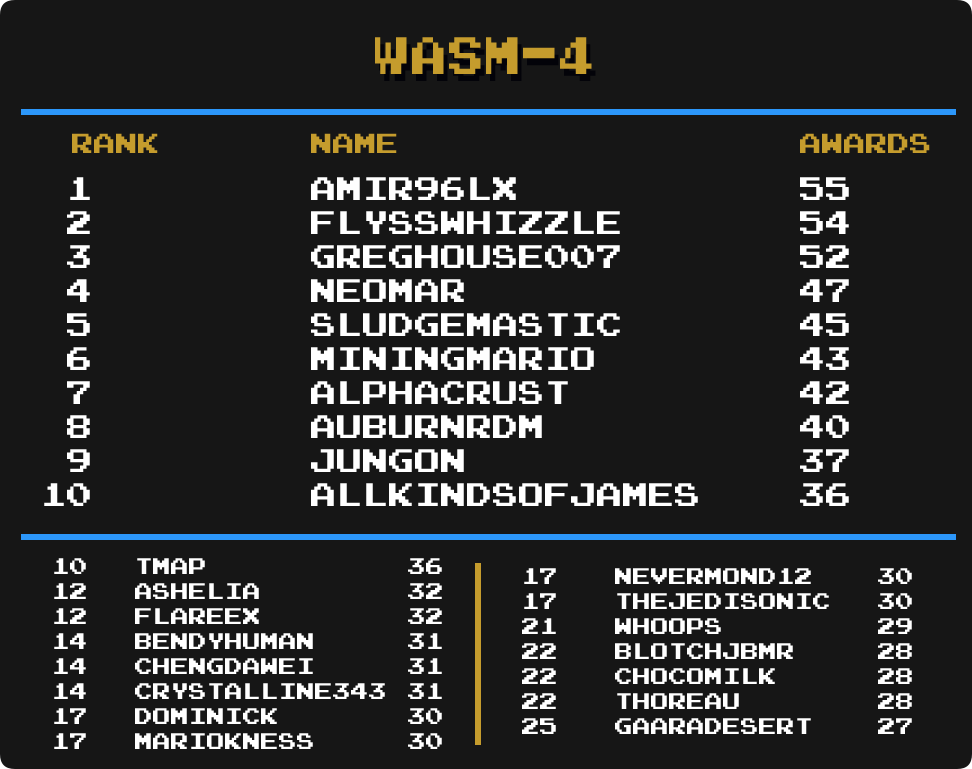 WASM-4
RANK NAME AWARDS
1 AMIR96LX 55
2 FLYSSWHIZZLE 54
3 GREGHOUSE007 52
4 NEOMAR 47
5 SLUDGEMASTIC 45
6 MININGMARIO 43
7 ALPHACRUST 42
8 AUBURNRDM 40
9 JUNGON 37
10 ALLKINDSOFJAMES 36
10 TMAP 36
12 ASHELIA 32
12 FLAREEX 32
14 BENDYHUMAN 31
14 CHENGDAWEI 31
14 CRYSTALLINE343 31
17 DOMINICK 30
17 MARIOKNESS 30
17 NEVERMOND12 30
17 THEJEDISONIC 30
21 WHOOPS 29
22 BLOTCHJBMR 28
22 CHOCOMILK 28
22 THOREAU 28
25 GAARADESERT 27